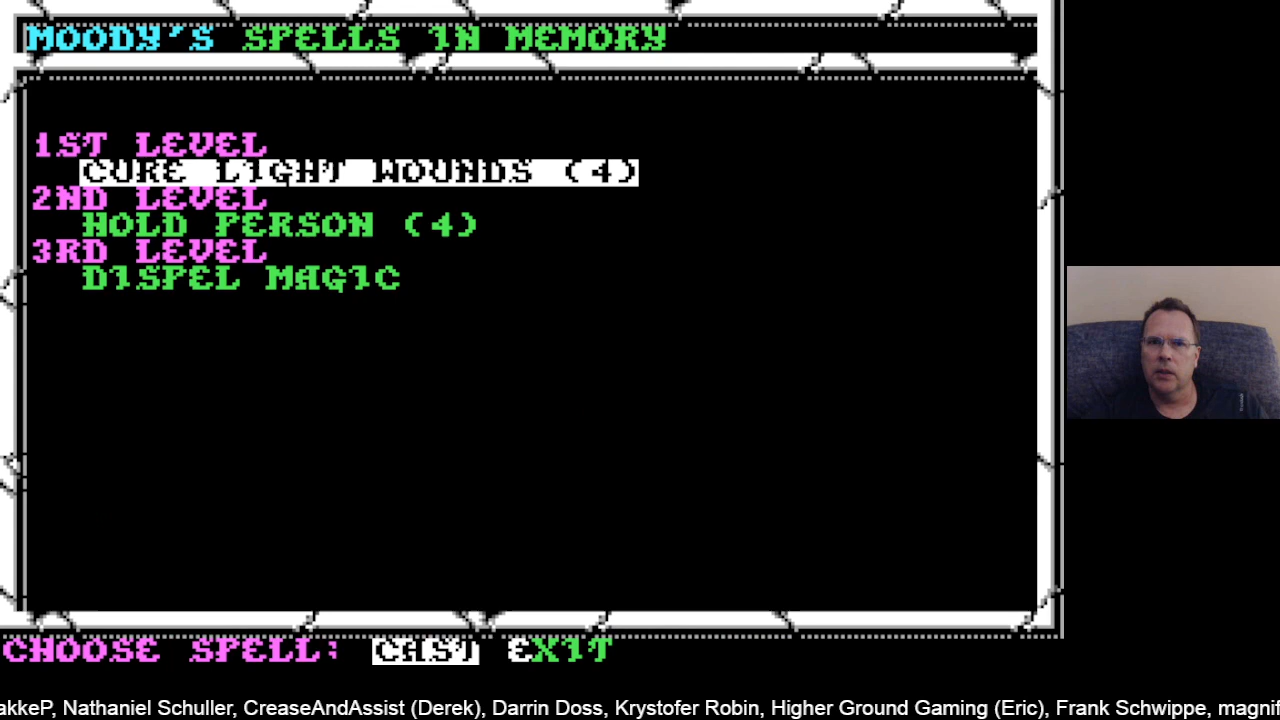 MOODY'S SPELLS IN MEMORY
1ST LEVEL
CURE LIGHT WOUNDS (4)
2ND LEVEL
HOLD PERSON (4)
3RD LEVEL
DISPEL MAGIC
CHOOSE SPELL: CAST EXIT
akkeP, Nathaniel Schuller, CreaseAndAssist (Derek), Darrin Doss, Krystofer Robin, Higher Ground Gaming (Eric), Frank Schwippe, magnit